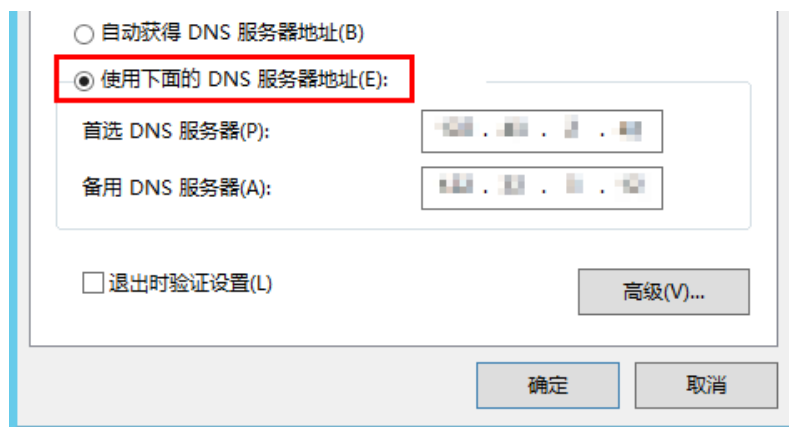 自动获得 DNS 服务器地址(B)
使用下面的 DNS 服务器地址(E):
首选 DNS 服务器(P):
备用 DNS 服务器(A):
退出时验证设置(L)
高级(V)...
确定
取消